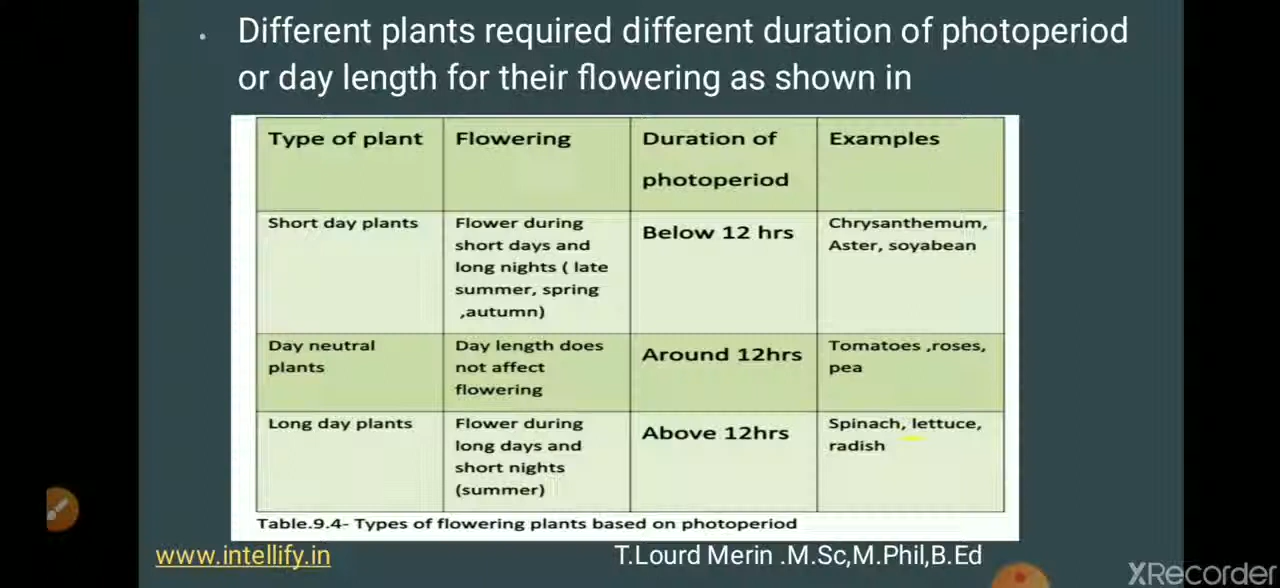 Different plants required different duration of photoperiod
or day length for their flowering as shown in
Type of plant
Flowering
Duration of
photoperiod
Examples
Short day plants
Flower during
short days and
long nights ( late
summer, spring
,autumn)
Below 12 hrs
Chrysanthemum,
Aster, soyabean
Day neutral
plants
Day length does
not affect
flowering
Around 12hrs
Tomatoes ,roses,
pea
Long day plants
Flower during
long days and
short nights
(summer)
Above 12hrs
Spinach, lettuce,
radish
Table.9.4- Types of flowering plants based on photoperiod
www.intellify.in
T.Lourd Merin .M.Sc,M.Phil,B.Ed
XRecorder